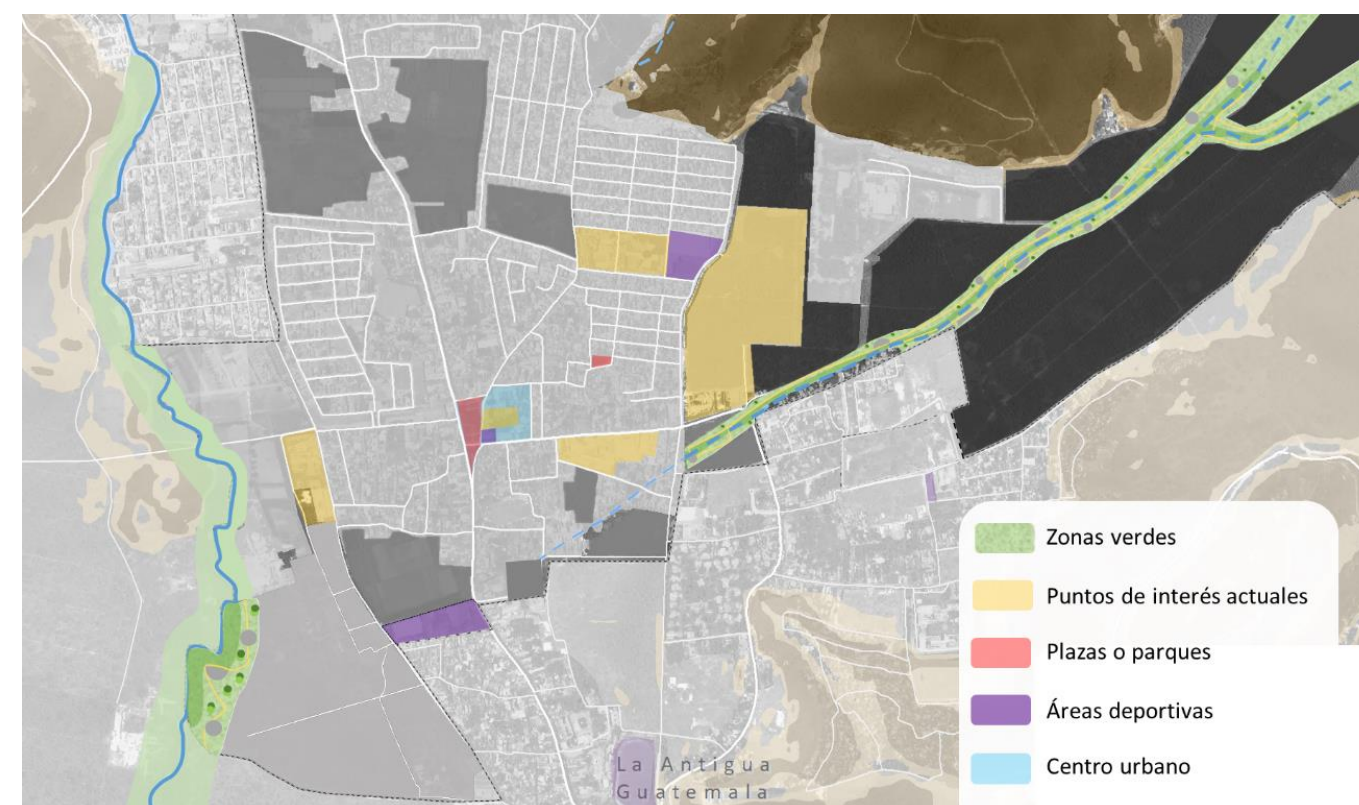 Zonas verdes
Puntos de interés actuales
Plazas o parques
Áreas deportivas
Centro urbano
La Antigua
Guatemala